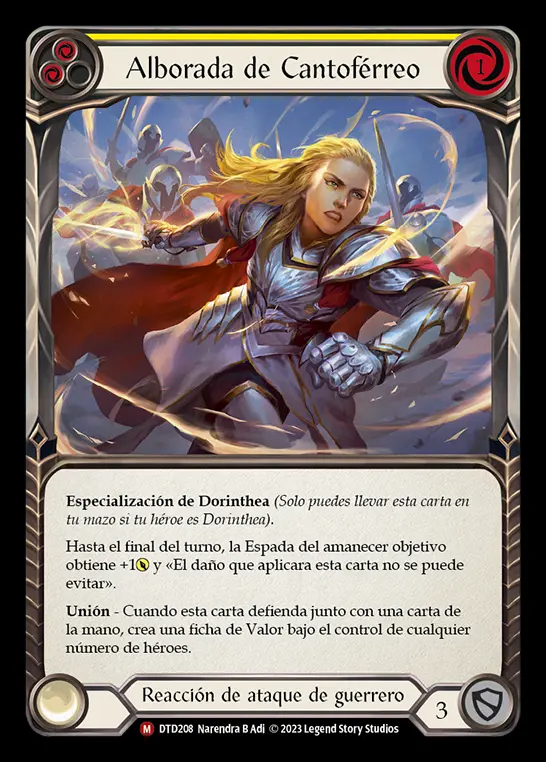 Alborada de Cantoférreo
1
Especialización de Dorinthea (Solo puedes llevar esta carta en
tu mazo si tu héroe es Dorinthea).
Hasta el final del turno, la Espada del amanecer objetivo
obtiene +1 y «El daño que aplicara esta carta no se puede
evitar».
Unión - Cuando esta carta defienda junto con una carta de
la mano, crea una ficha de Valor bajo el control de cualquier
número de héroes.
Reacción de ataque de guerrero
3
M DTD208 Narendra B Adi © 2023 Legend Story Studios